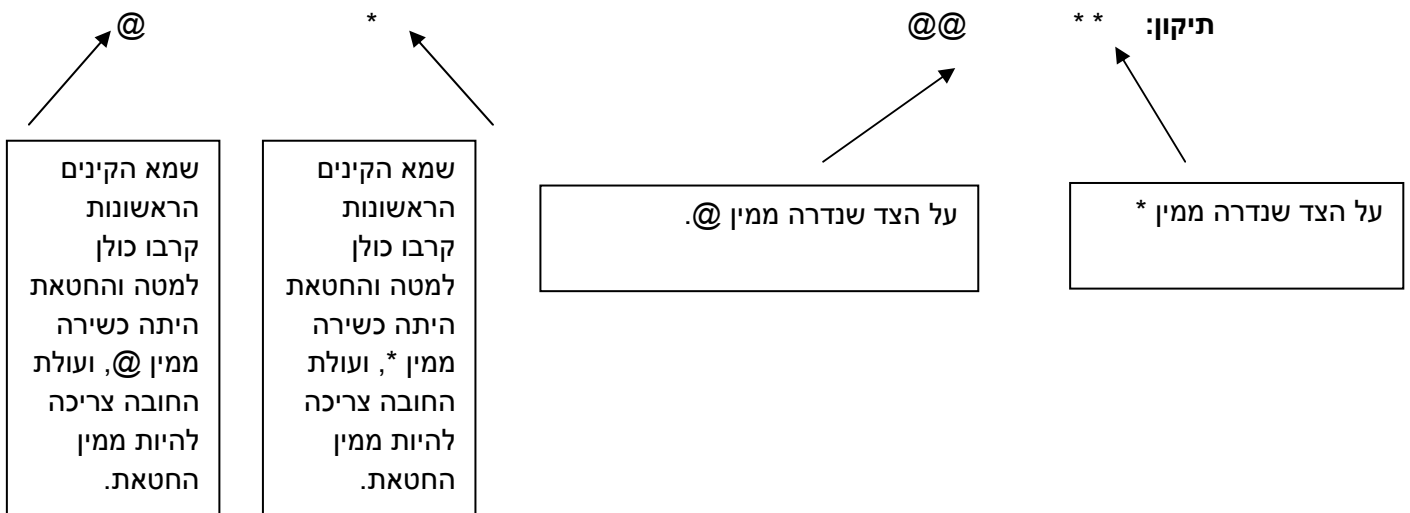 תיקון: * * @@ * @
על הצד שנדרה ממין *
על הצד שנדרה ממין @.
שמא הקינים
הראשונות
קרבו כולן
למטה והחטאת
היתה כשירה
ממין *, ועולת
החובה צריכה
להיות ממין
החטאת.
שמא הקינים
הראשונות
קרבו כולן
למטה והחטאת
היתה כשירה
ממין @, ועולת
החובה צריכה
להיות ממין
החטאת.